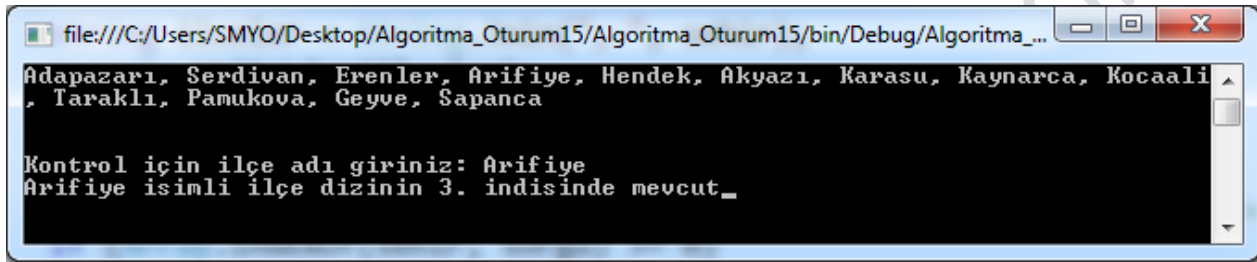 file:///C:/Users/SMYO/Desktop/Algoritma_Oturum15/Algoritma_Oturum15/bin/Debug/Algoritma_...
Adapazarı, Serdivan, Erenler, Arifiye, Hendek, Akyazı, Karasu, Kaynarca, Kocaali
, Taraklı, Pamukova, Geyve, Sapanca
Kontrol için ilçe adı giriniz: Arifiye
Arifiye isimli ilçe dizinin 3. indisinde mevcut_